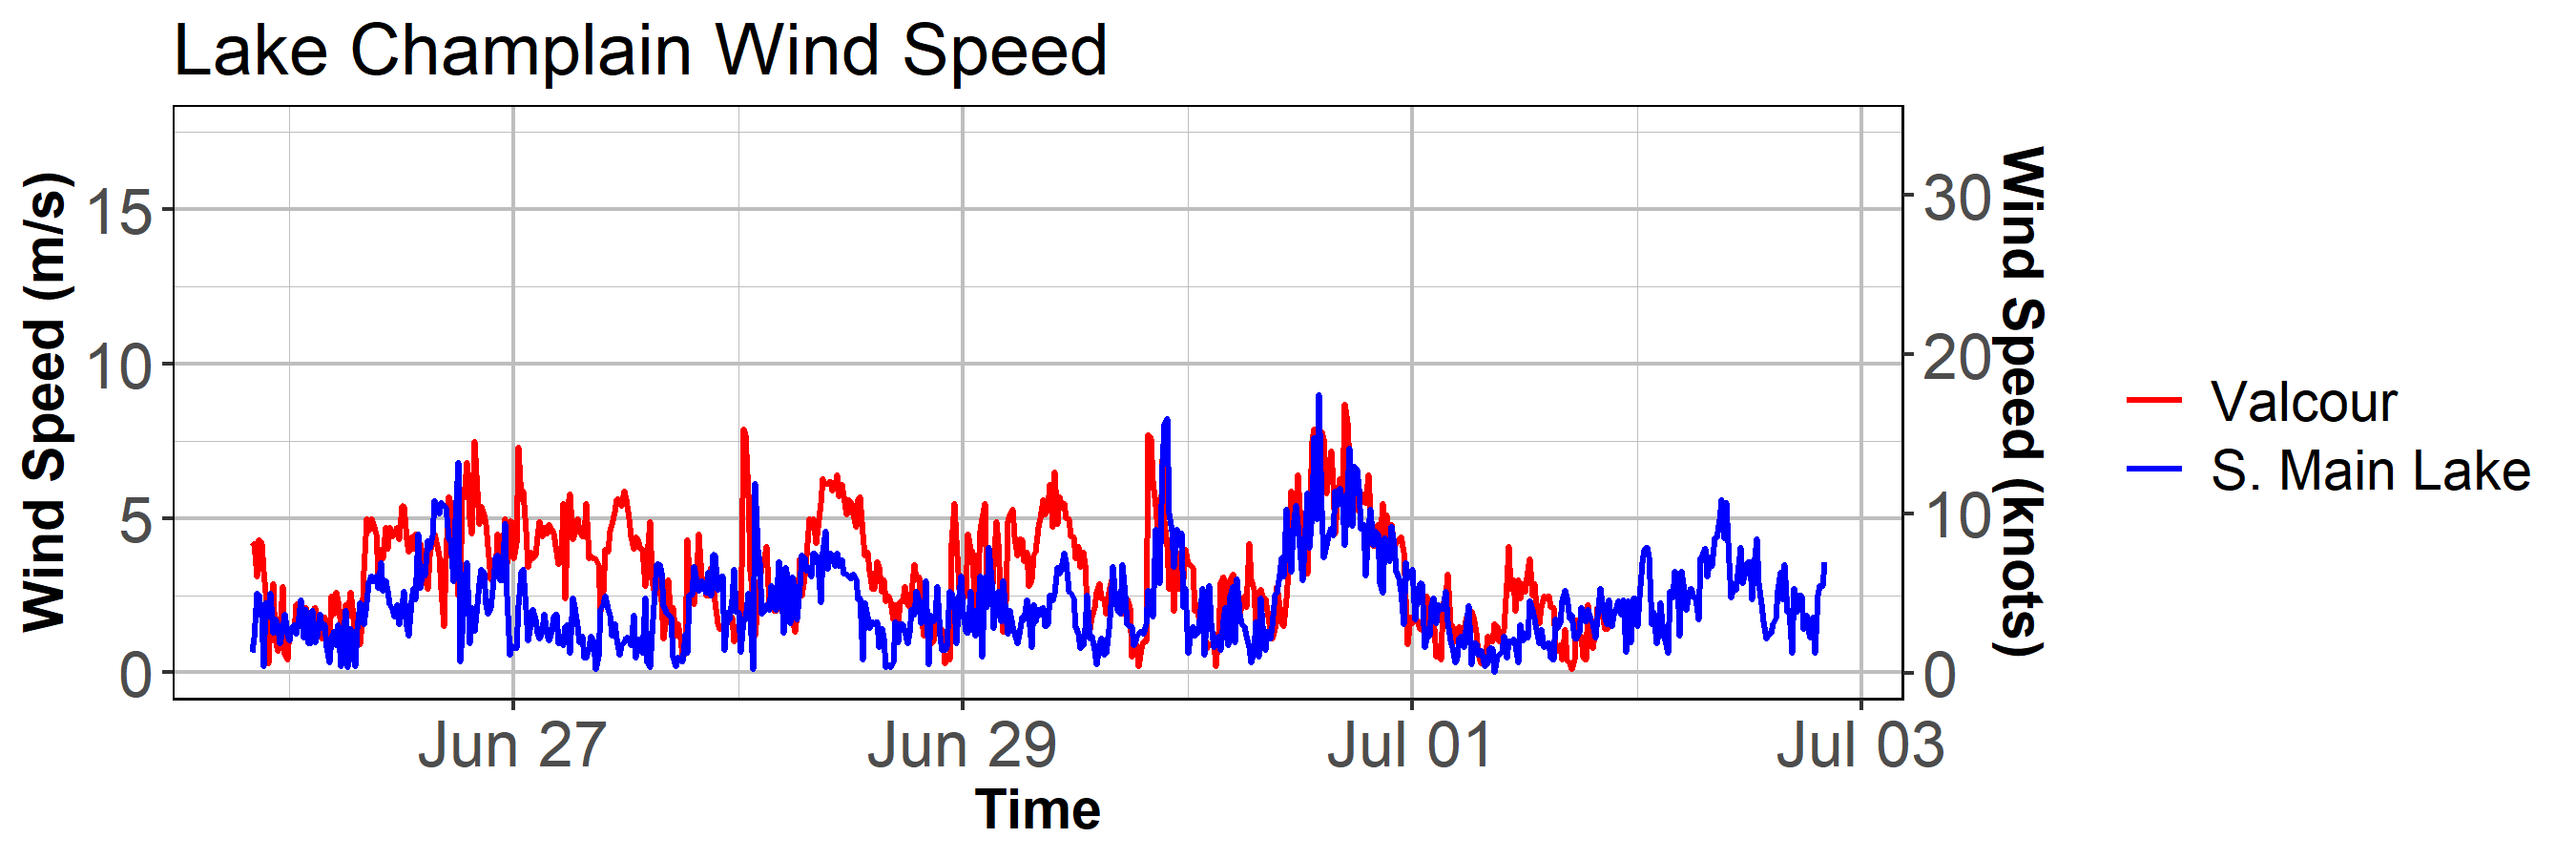 Lake Champlain Wind Speed
Wind Speed (m/s)
15
10
5
0
30
20
10
0
Wind Speed (knots)
Jun 27
Jun 29
Jul 01
Jul 03
Time
Valcour
S. Main Lake